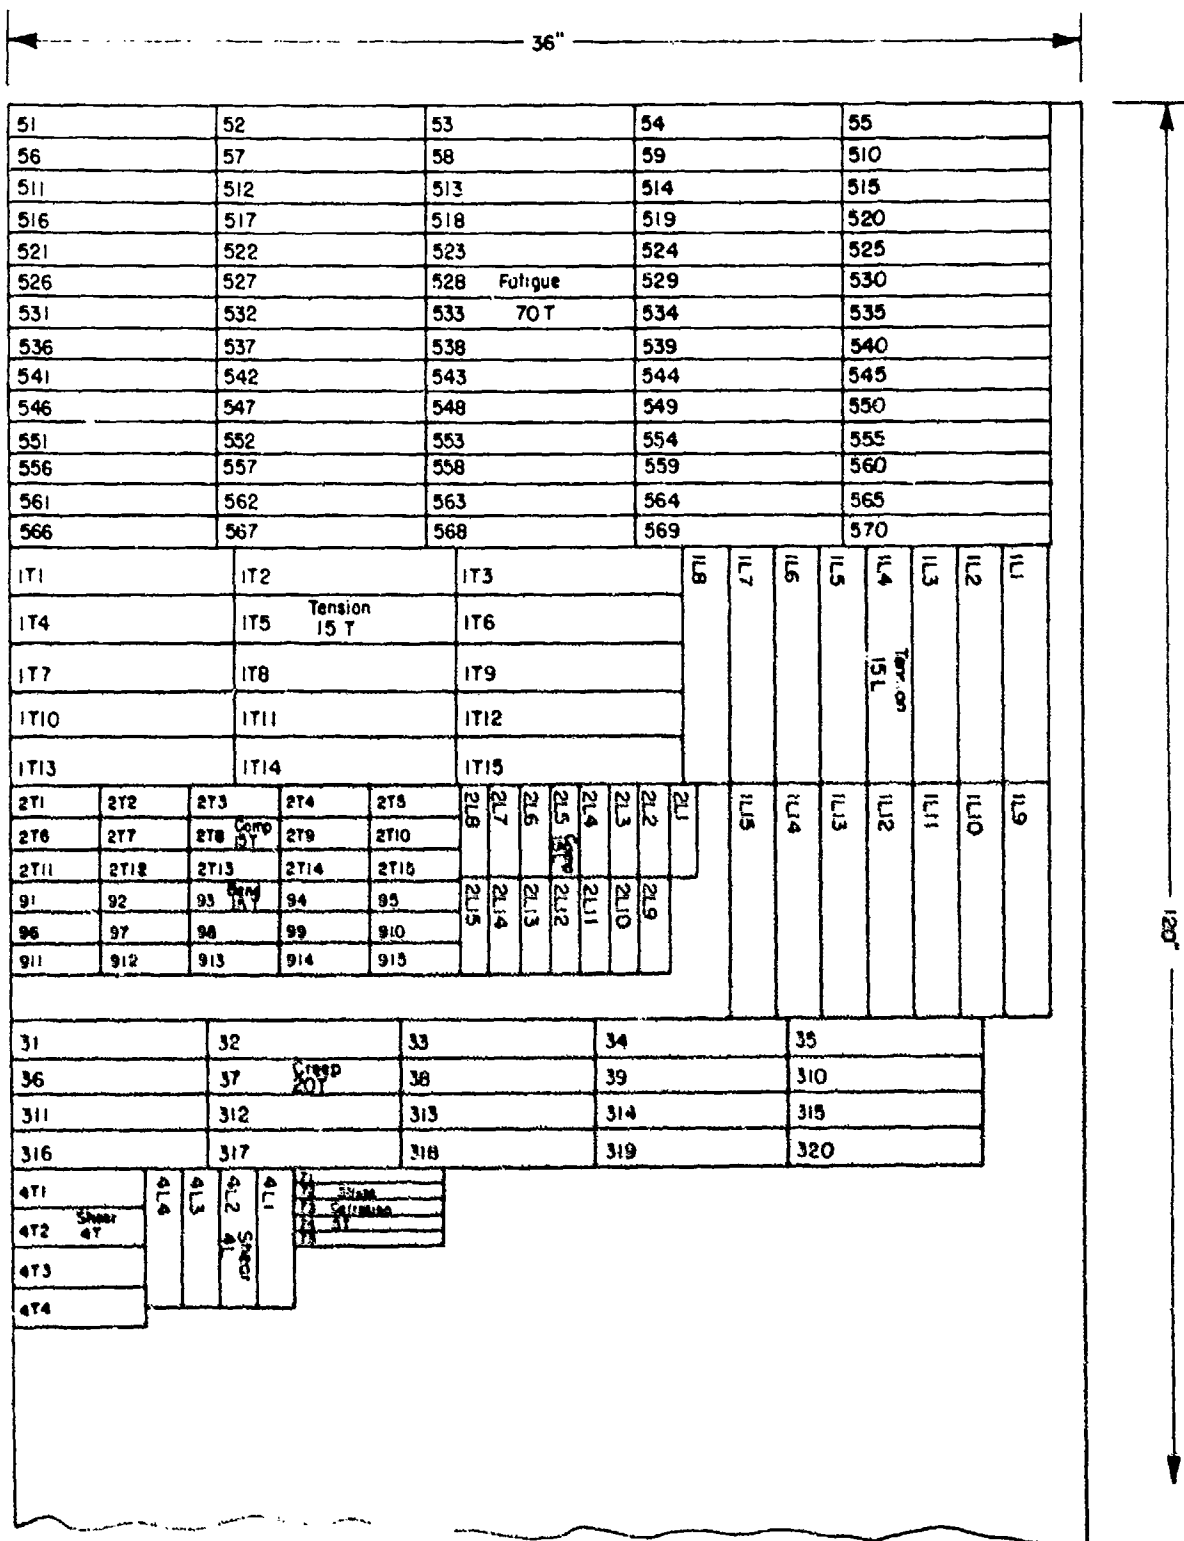 36"
51 52 53 54 55
56 57 58 59 510
511 512 513 514 515
516 517 518 519 520
521 522 523 524 525
526 527 528 Fatigue 529 530
531 532 533 70 T 534 535
536 537 538 539 540
541 542 543 544 545
546 547 548 549 550
551 552 553 554 555
556 557 558 559 560
561 562 563 564 565
566 567 568 569 570
1T1 1T2 1T3
1T4 1T5 Tension 15 T 1T6
1T7 1T8 1T9
1T10 1T11 1T12
1T13 1T14 1T15
1L8 1L7 1L6 1L5 1L4 1L3 1L2 1L1
15 L
1L15 1L14 1L13 1L12 1L11 1L10 1L9
2T1 2T2 2T3 2T4 2T5
2T6 2T7 2T8 Comp 15T 2T9 2T10
2T11 2T12 2T13 2T14 2T15
91 92 93 Bend 15T 94 95
96 97 98 99 910
911 912 913 914 915
2L8 2L7 2L6 2L5 2L4 2L3 2L2 2L1
Comp 15L
2L15 2L14 2L13 2L12 2L11 2L10 2L9
120"
31 32 33 34 35
36 37 Creep 20T 38 39 310
311 312 313 314 315
316 317 318 319 320
4T1
4T2 Shear 4T
4T3
4T4
4L4 4L3 4L2 4L1
Shear 4L
5T